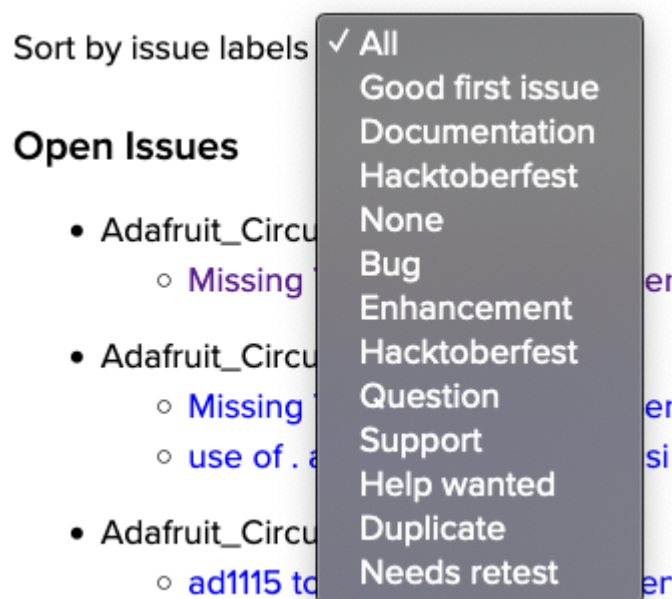 Sort by issue labels
✓ All
Good first issue
Documentation
Hacktoberfest
None
Bug
Enhancement
Hacktoberfest
Question
Support
Help wanted
Duplicate
Needs retest
Open Issues
• Adafruit_Circu
○ Missing
• Adafruit_Circu
○ Missing
○ use of .
• Adafruit_Circu
○ ad1115